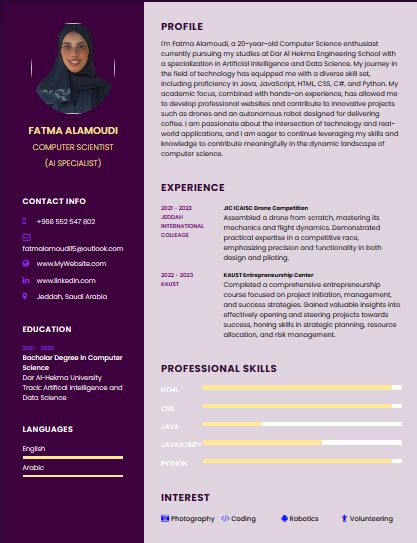 FATMA ALAMOUDI
COMPUTER SCIENTIST
(AI SPECIALIST)
CONTACT INFO
+966 552 547 802
fatmalamoudi15@outlook.com
www.MyWebsite.com
www.linkedin.com
Jeddah, Saudi Arabia
EDUCATION
2021 - 2025
Bacholar Degree in Computer
Science
Dar Al-Hekma University
Track: Artifical Intelligence and
Data Science
LANGUAGES
English
Arabic
PROFILE
I'm Fatma Alamoudi, a 20-year-old Computer Science enthusiast
currently pursuing my studies at Dar Al Hekma Engineering School with
a specialization in Artificial Intelligence and Data Science. My journey in
the field of technology has equipped me with a diverse skill set,
including proficiency in Java, JavaScript, HTML, CSS, C#, and Python. My
academic focus, combined with hands-on experience, has allowed me
to develop professional websites and contribute to innovative projects
such as drones and an autonomous robot designed for delivering
coffee. I am passionate about the intersection of technology and real-
world applications, and I am eager to continue leveraging my skills and
knowledge to contribute meaningfully in the dynamic landscape of
computer science.
EXPERIENCE
2021 - 2022
JEDDAH
INTERNATIONAL
COLLEAGE
JIC ICAISC Drone Competition
Assembled a drone from scratch, mastering its
mechanics and flight dynamics. Demonstrated
practical expertise in a competitive race,
emphasizing precision and functionality in both
design and piloting.
2022 - 2023
KAUST
KAUST Entrepreneurship Center
Completed a comprehensive entrepreneurship
course focused on project initiation, management,
and success strategies. Gained valuable insights into
effectively opening and steering projects towards
success, honing skills in strategic planning, resource
allocation, and risk management.
PROFESSIONAL SKILLS
HTML
CSS
JAVA
JAVASCRIPT
PYTHON
INTEREST
Photography Coding Robotics Volunteering